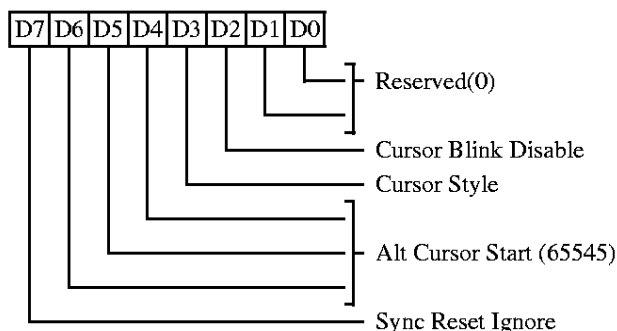 D7 D6 D5 D4 D3 D2 D1 D0
Reserved(0)
Cursor Blink Disable
Cursor Style
Alt Cursor Start (65545)
Sync Reset Ignore